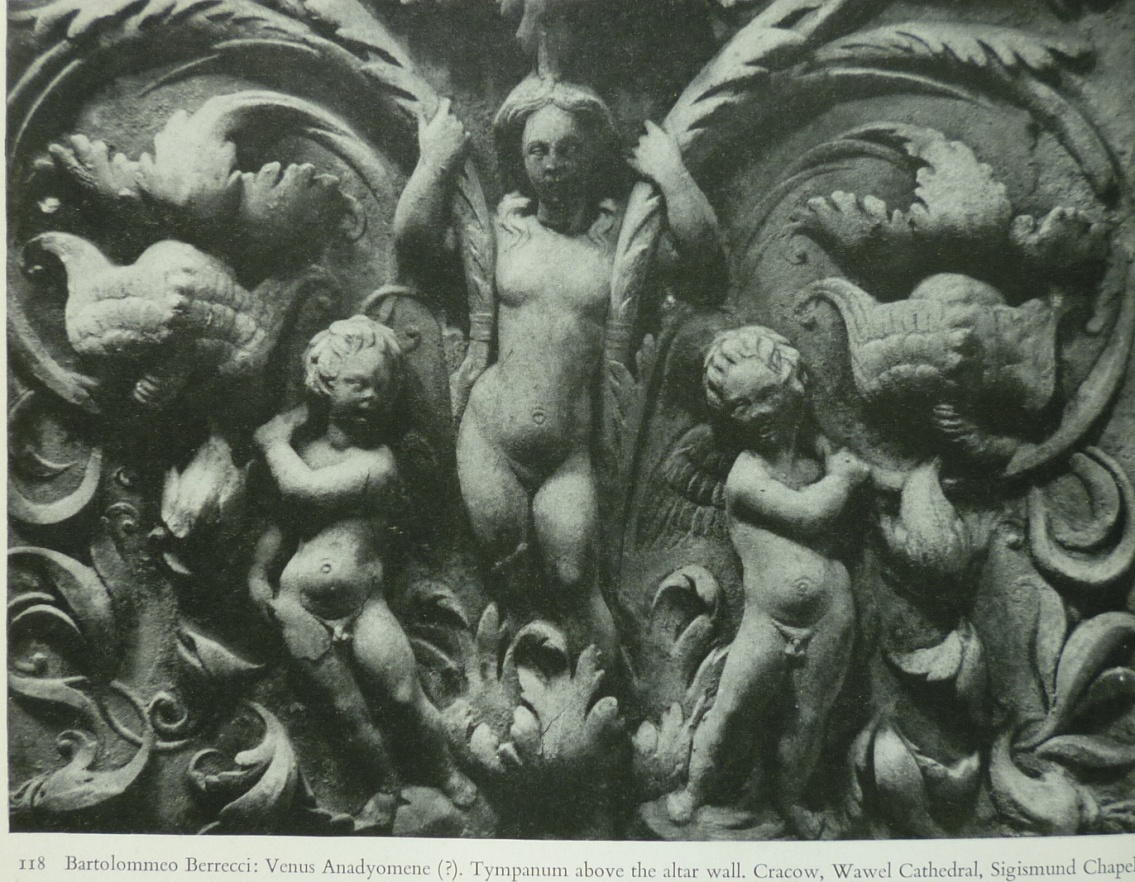 118 Bartolommeo Berrecci: Venus Anadyomene (?). Tympanum above the altar wall. Cracow, Wawel Cathedral, Sigismund Chapel